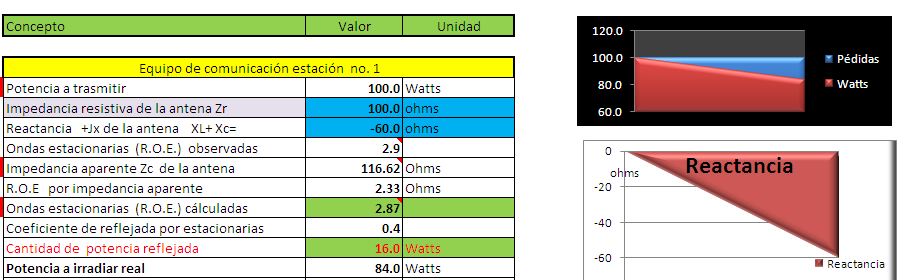 Concepto Valor Unidad
Equipo de comunicación estación no. 1
Potencia a trasmitir 100.0 Watts
Impedancia resistiva de la antena Zr 100.0 ohms
Reactancia +Jx de la antena XL+ Xc= -60.0 ohms
Ondas estacionarias (R.O.E.) observadas 2.9
Impedancia aparente Zc de la antena 116.62 Ohms
R.O.E por impedancia aparente 2.33 Ohms
Ondas estacionarias (R.O.E.) cálculadas 2.87
Coeficiente de reflejada por estacionarias 0.4
Cantidad de potencia reflejada 16.0 Watts
Potencia a irradiar real 84.0 Watts
120.0
100.0
80.0
60.0
Pédidas
Watts
Reactancia
0
ohms
-20
-40
-60
Reactancia